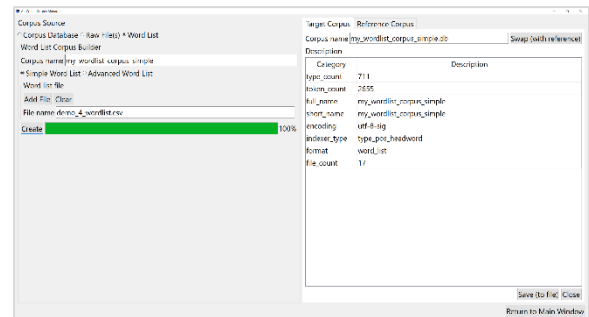 Corpus Source
Corpus Database Raw File(s) Word List
Word List Corpus Builder
Corpus name my_wordlist_corpus_simple
Simple Word List Advanced Word List
Word list file
Add File Clear
File name demo_4_wordlist.csv
Create 100%
Target Corpus Reference Corpus
Corpus name my_wordlist_corpus_simple.db Swap (with reference)
Description
Category Description
type_count 711
token_count 2655
full_name my_wordlist_corpus_simple
short_name my_wordlist_corpus_simple
encoding utf-8-sig
indexer_type type_pos_headword
format word_list
file_count
Save (to file) Close
Return to Main Window